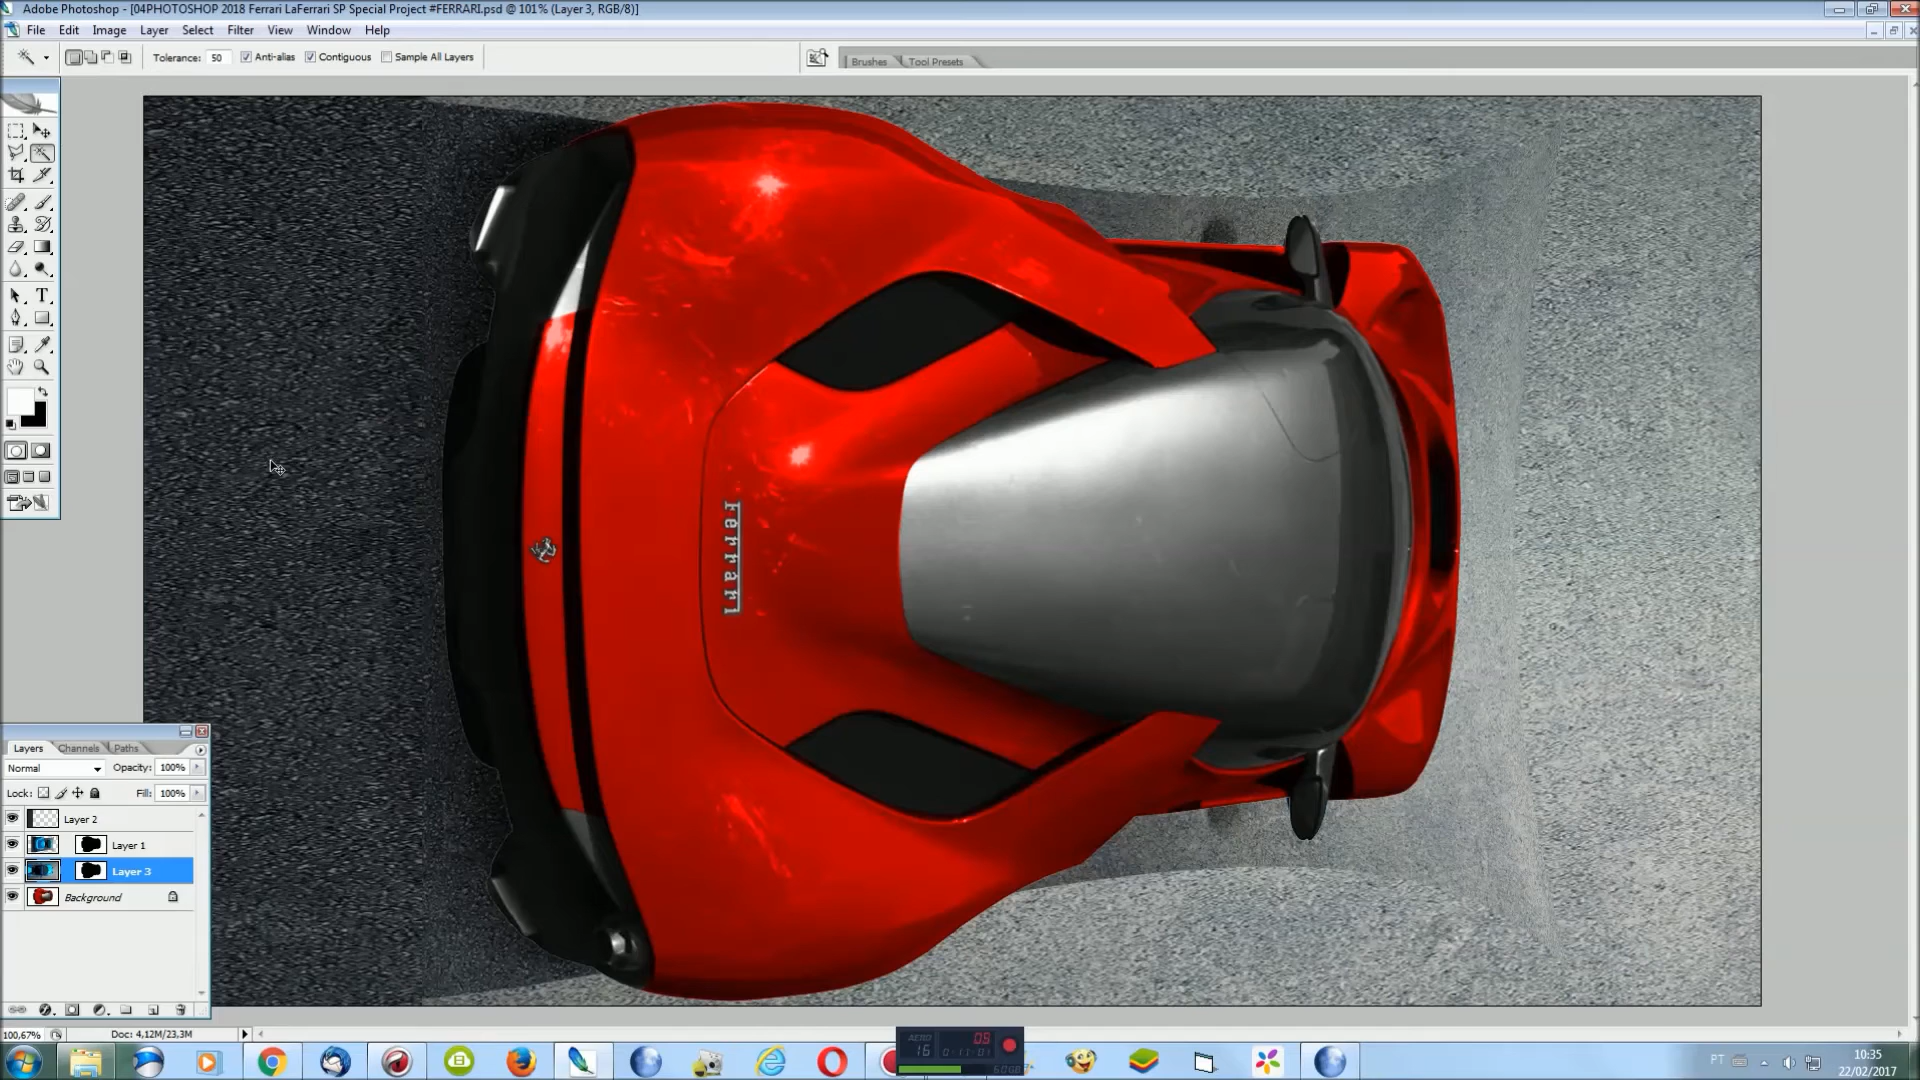 Adobe Photoshop - [04PHOTOSHOP 2018 Ferrari LaFerrari SP Special Project #FERRARI.psd @ 101% (Layer 3, RGB/8)]
File Edit Image Layer Select Filter View Window Help
Tolerance: 50 Anti-alias Contiguous Sample All Layers
Brushes Tool Presets
Ferrari
Layers Channels Paths
Normal Opacity: 100%
Lock: Fill: 100%
Layer 2
Layer 1
Layer 3
Background
100,67% Doc: 4,12M/23,3M
PT 10:35
22/02/2017